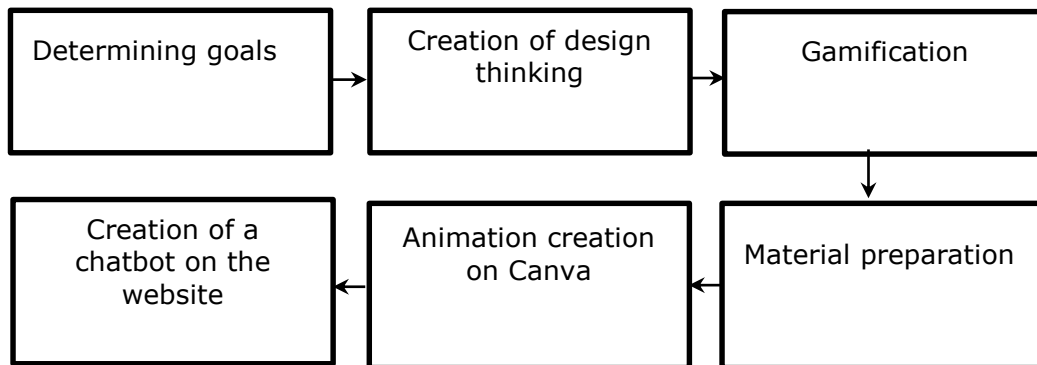 Determining goals
Creation of design
thinking
Gamification
Material preparation
Animation creation
on Canva
Creation of a
chatbot on the
website